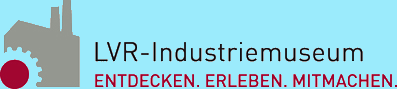 LVR-Industriemuseum
ENTDECKEN. ERLEBEN. MITMACHEN.